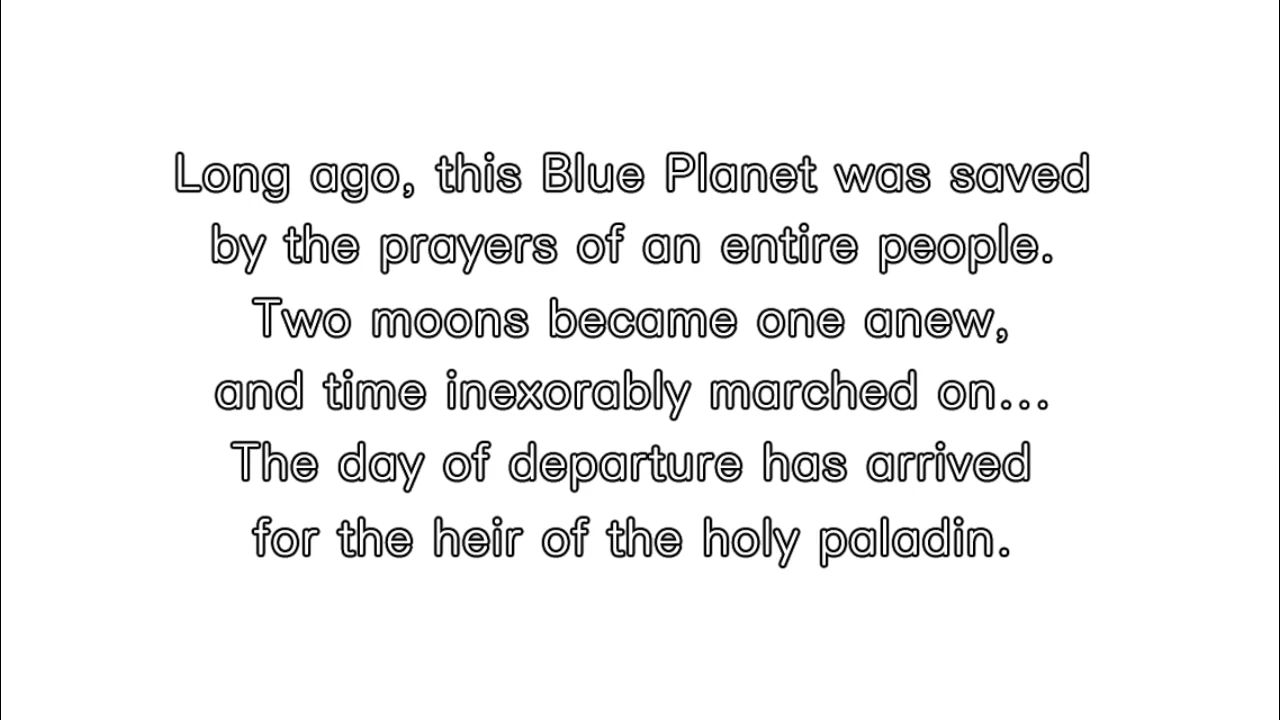 Long ago, this Blue Planet was saved
by the prayers of an entire people.
Two moons became one anew,
and time inexorably marched on...
The day of departure has arrived
for the heir of the holy paladin.